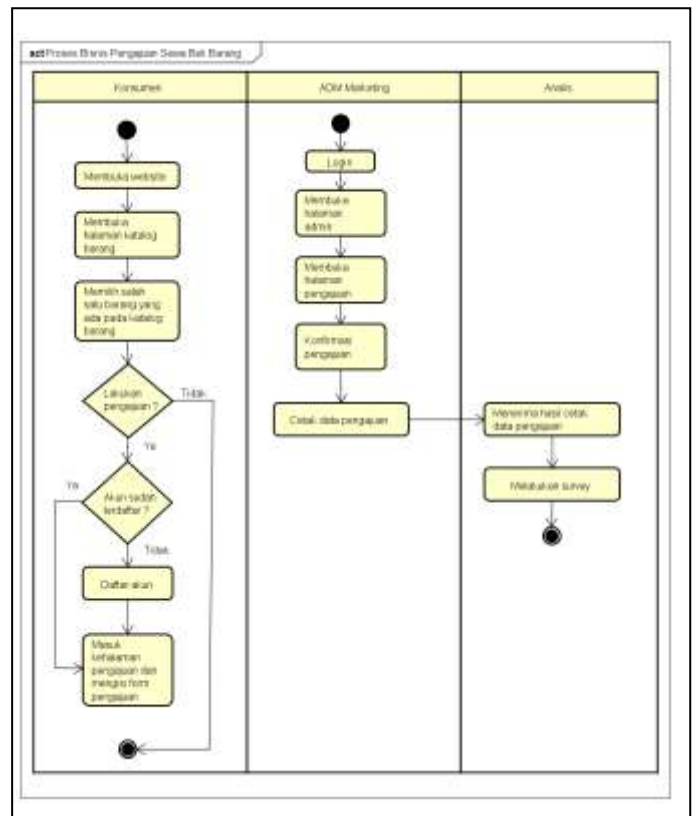 act Proses Bisnis Pengajuan Sewa Beli Barang
Konsumen
ADM Marketing
Analis
Membuka website
Membuka
halaman katalog
barang
Memilih salah
satu barang yang
ada pada katalog
barang
Lakukan
pengajuan ?
Tidak
Ya
Akun sudah
terdaftar ?
Ya
Tidak
Daftar akun
Masuk
kehalaman
pengajuan dan
mengisi form
pengajuan
Login
Membuka
halaman
admin
Membuka
halaman
pengajuan
Konfirmasi
pengajuan
Cetak data pengajuan
Menerima hasil cetak
data pengajuan
Melakukan survey